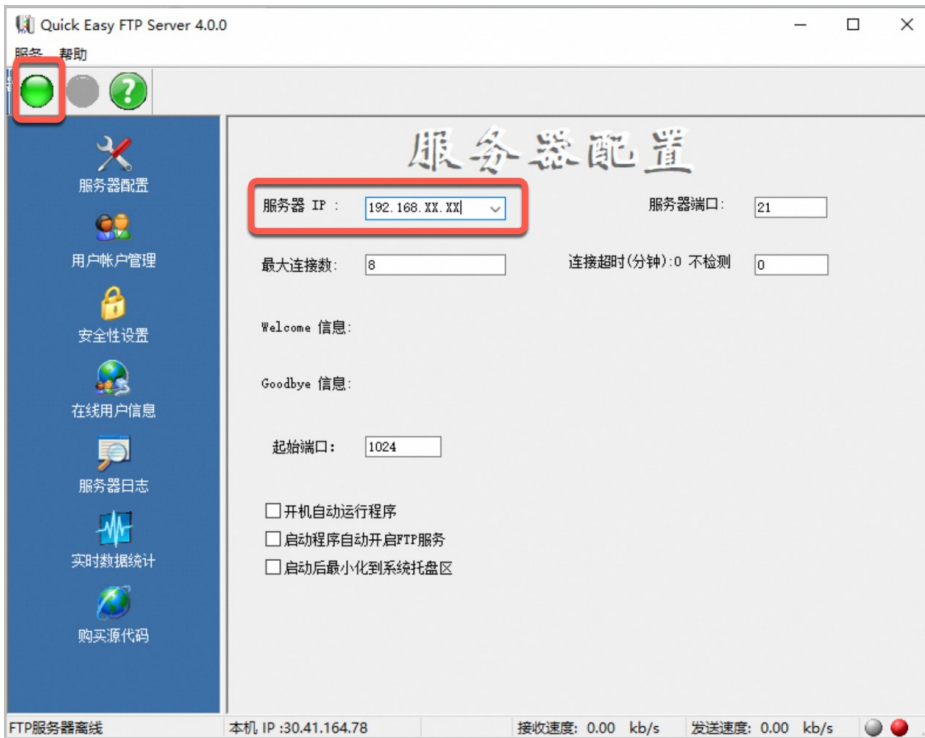 Quick Easy FTP Server 4.0.0
服务 帮助
服务器配置
服务器配置
服务器 IP : 192.168.XX.XX
服务器端口: 21
用户帐户管理
最大连接数: 8
连接超时(分钟):0 不检测 0
安全性设置
Welcome 信息:
在线用户信息
Goodbye 信息:
起始端口: 1024
服务器日志
开机自动运行程序
启动程序自动开启FTP服务
实时数据统计
启动后最小化到系统托盘区
购买源代码
FTP服务器离线
本机 IP :30.41.164.78
接收速度: 0.00 kb/s
发送速度: 0.00 kb/s